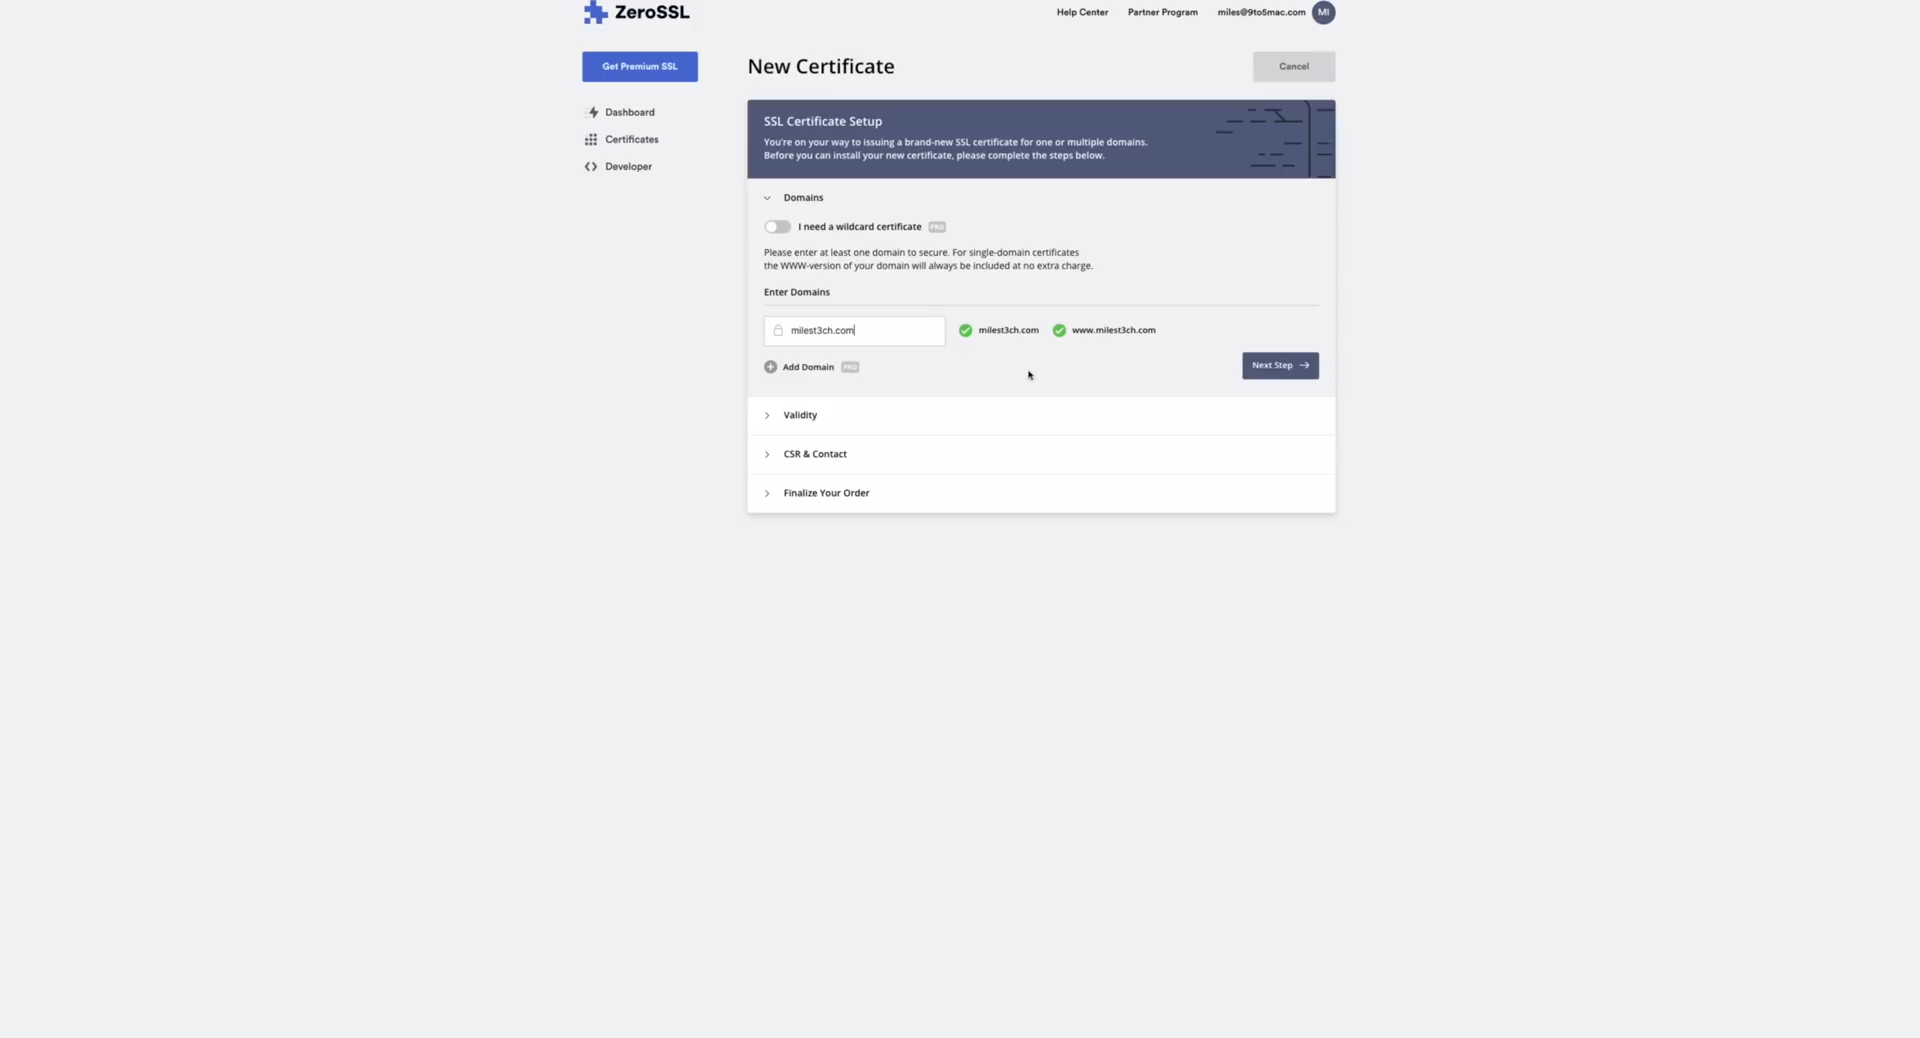 ZeroSSL
Help Center
Partner Program
miles@9to5mac.com
MI
Get Premium SSL
Dashboard
Certificates
Developer
New Certificate
Cancel
SSL Certificate Setup
You're on your way to issuing a brand-new SSL certificate for one or multiple domains.
Before you can install your new certificate, please complete the steps below.
Domains
I need a wildcard certificate PRO
Please enter at least one domain to secure. For single-domain certificates
the WWW-version of your domain will always be included at no extra charge.
Enter Domains
milest3ch.com
milest3ch.com
www.milest3ch.com
Add Domain PRO
Next Step
Validity
CSR & Contact
Finalize Your Order